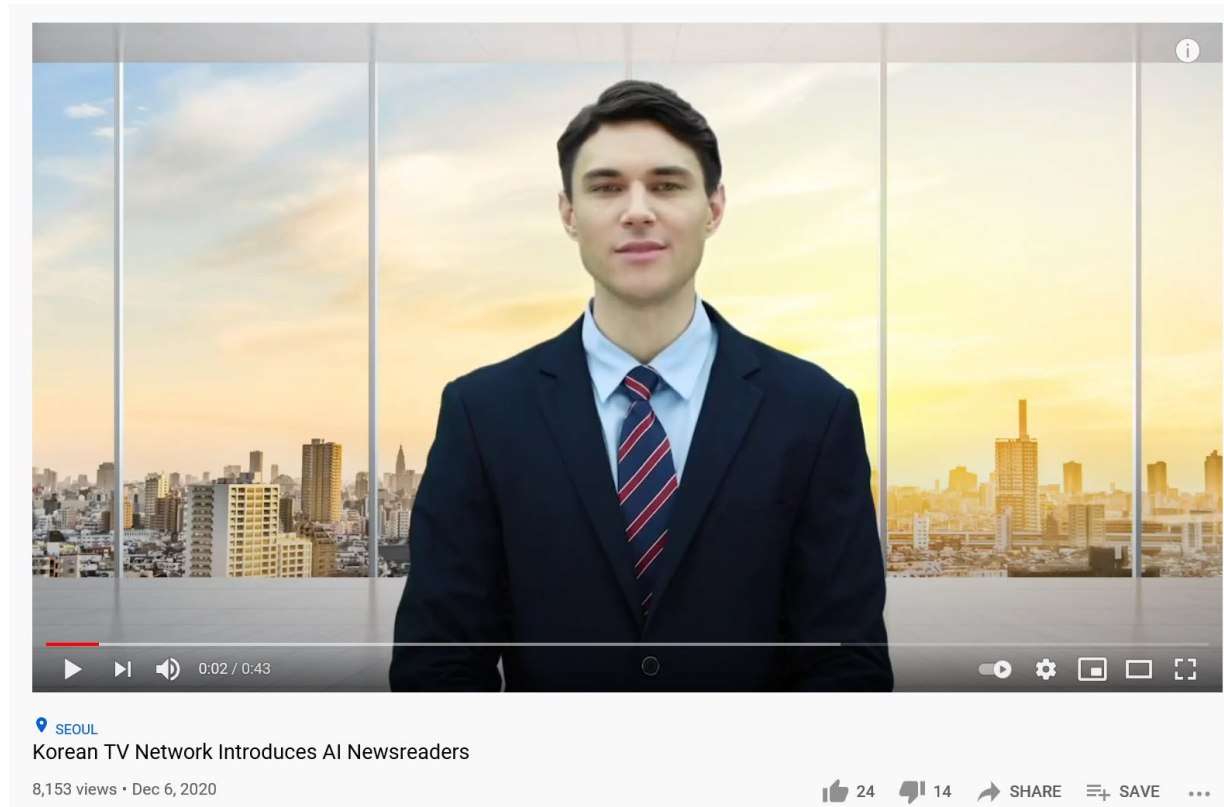 0:02 / 0:43
SEOUL
Korean TV Network Introduces AI Newsreaders
8,153 views • Dec 6, 2020
24 14 SHARE SAVE